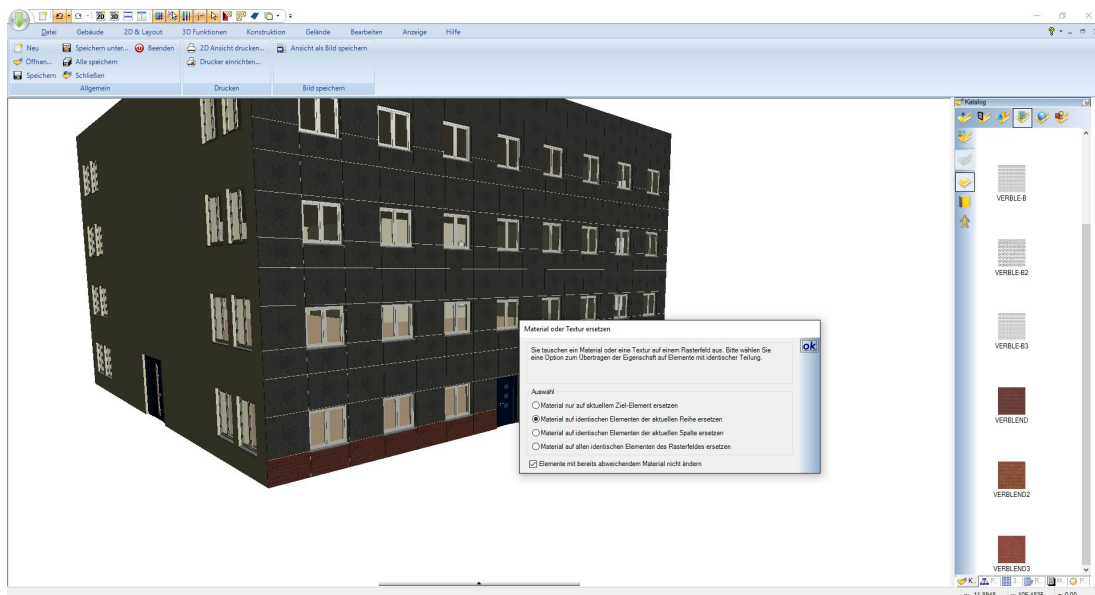 2D 3D
Datei Gebäude 2D & Layout 3D Funktionen Konstruktion Gelände Bearbeiten Anzeige Hilfe
Neu Speichern unter... Beenden 2D Ansicht drucken... Ansicht als Bild speichern
Öffnen... Alle speichern Drucker einrichten...
Speichern Schließen
Allgemein Drucken Bild speichern
Katalog
VERBLE-B
VERBLE-B2
VERBLE-B3
VERBLEND
VERBLEND2
VERBLEND3
Material oder Textur ersetzen
Sie tauschen ein Material oder eine Textur auf einem Rasterfeld aus. Bitte wählen Sie
eine Option zum Übertragen der Eigenschaft auf Elemente mit identischer Teilung.
ok
Auswahl
Material nur auf aktuellem Ziel-Element ersetzen
Material auf identischen Elementen der aktuellen Reihe ersetzen
Material auf identischen Elementen der aktuellen Spalte ersetzen
Material auf allen identischen Elementen des Rasterfeldes ersetzen
Elemente mit bereits abweichendem Material nicht ändern
K.. P.. 3.. R.. M.. P..